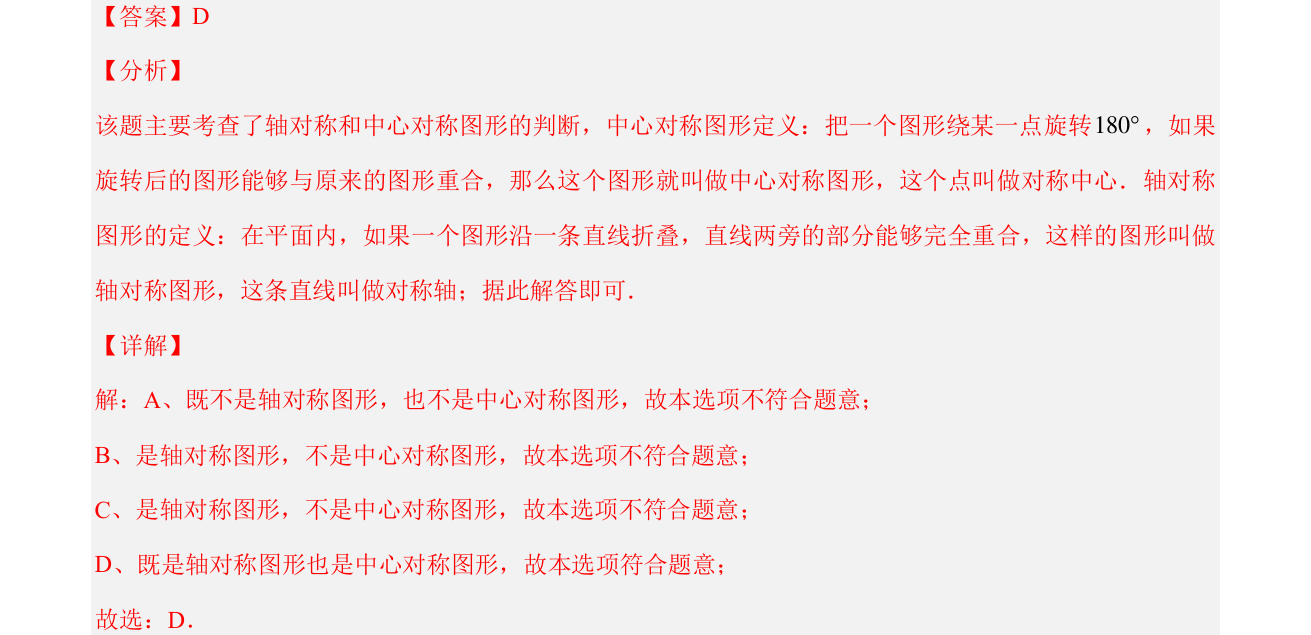 【答案】D
【分析】
该题主要考查了轴对称和中心对称图形的判断，中心对称图形定义：把一个图形绕某一点旋转180°，如果
旋转后的图形能够与原来的图形重合，那么这个图形就叫做中心对称图形，这个点叫做对称中心．轴对称
图形的定义：在平面内，如果一个图形沿一条直线折叠，直线两旁的部分能够完全重合，这样的图形叫做
轴对称图形，这条直线叫做对称轴；据此解答即可．
【详解】
解：A、既不是轴对称图形，也不是中心对称图形，故本选项不符合题意；
B、是轴对称图形，不是中心对称图形，故本选项不符合题意；
C、是轴对称图形，不是中心对称图形，故本选项不符合题意；
D、既是轴对称图形也是中心对称图形，故本选项符合题意；
故选：D．